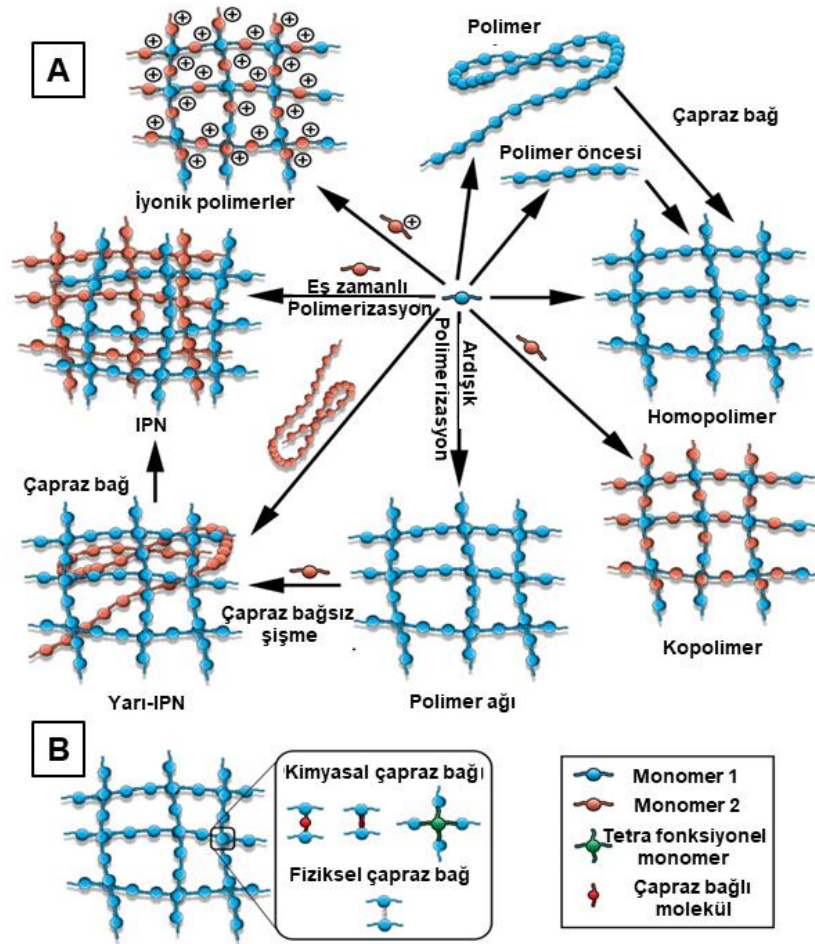 A
Polimer
Çapraz bağ
Polimer öncesi
İyonik polimerler
Eş zamanlı
Polimerizasyon
Ardışık
Polimerizasyon
Homopolimer
IPN
Çapraz bağ
Çapraz bağsız
şişme
Kopolimer
Yarı-IPN
Polimer ağı
B
Kimyasal çapraz bağı
Fiziksel çapraz bağ
Monomer 1
Monomer 2
Tetra fonksiyonel
monomer
Çapraz bağlı
molekül